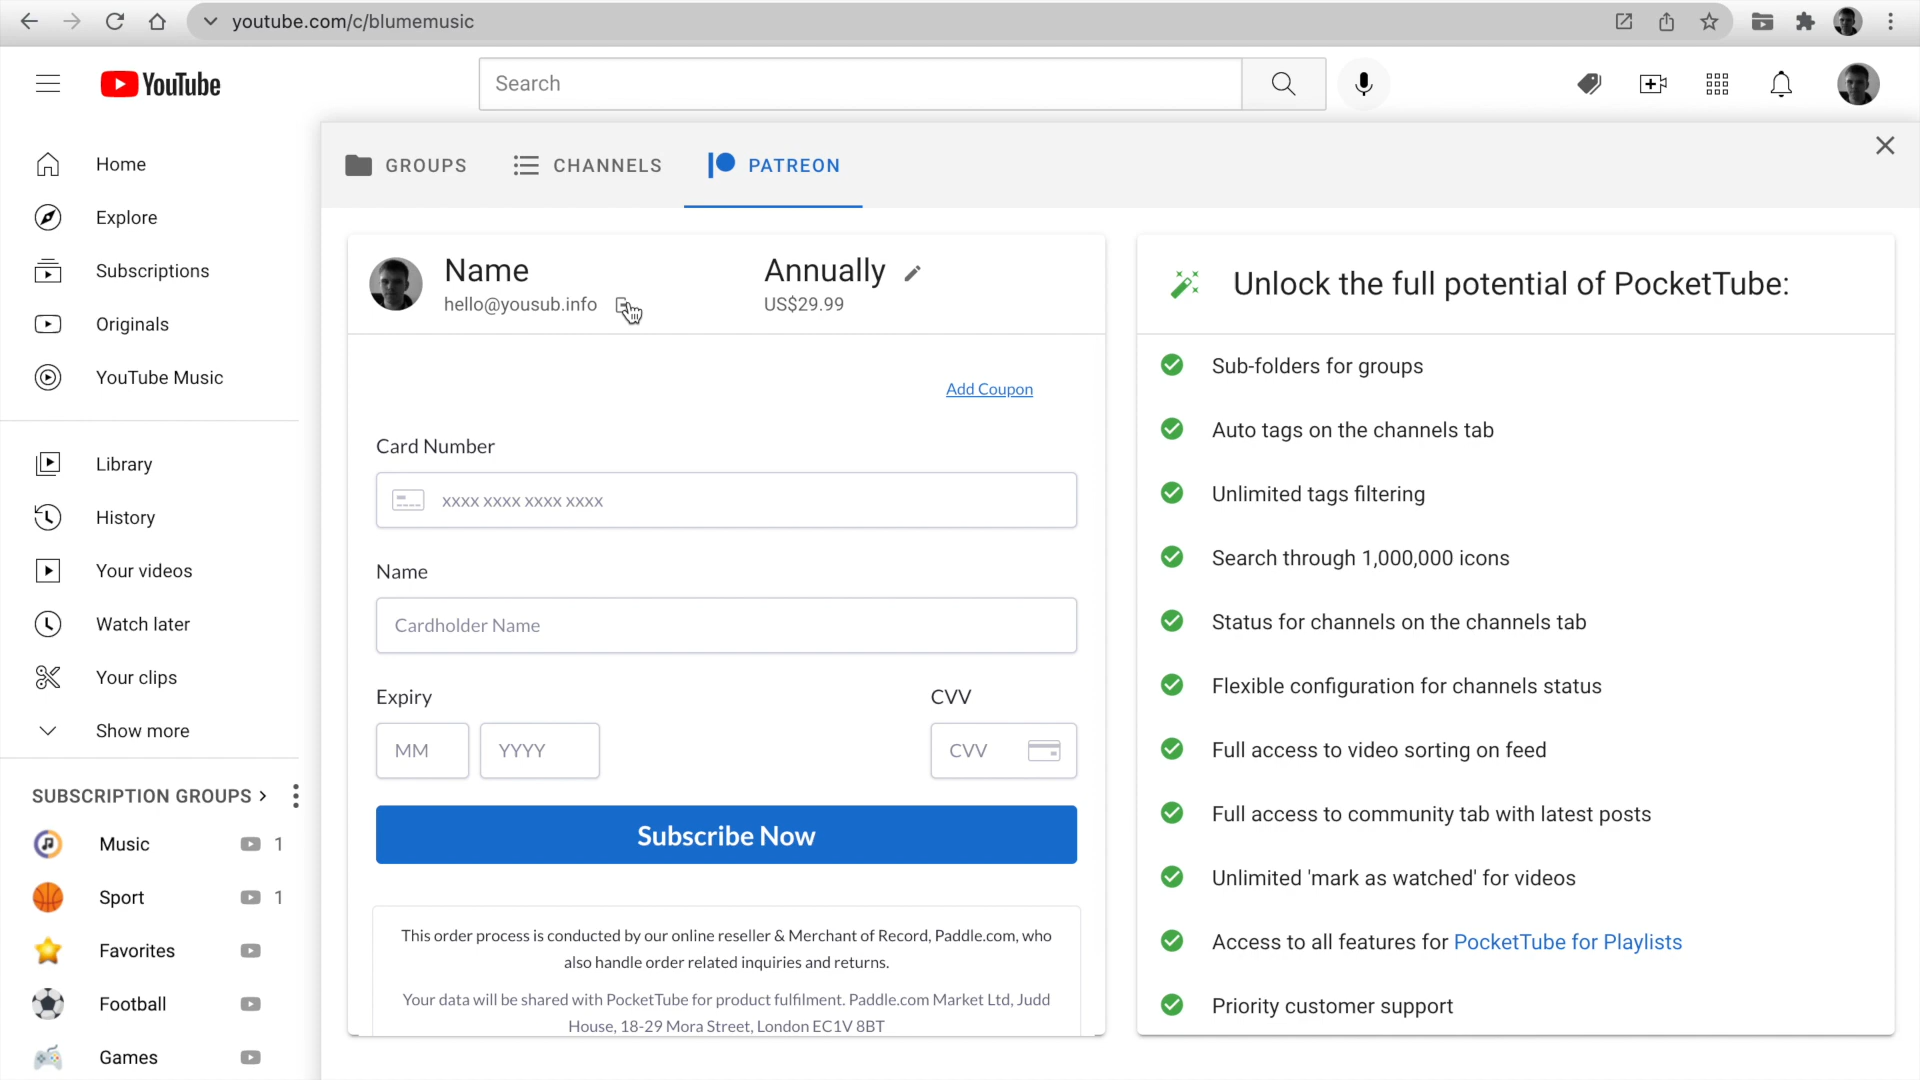 youtube.com/c/blumemusic
YouTube
Search
Home
Explore
Subscriptions
Originals
YouTube Music
Library
History
Your videos
Watch later
Your clips
Show more
SUBSCRIPTION GROUPS
Music 1
Sport 1
Favorites
Football
Games
GROUPS CHANNELS PATREON
Name
hello@yousub.info
Annually
US$29.99
Add Coupon
Card Number
xxxx xxxx xxxx xxxx
Name
Cardholder Name
Expiry CVV
MM YYYY CVV
Subscribe Now
This order process is conducted by our online reseller & Merchant of Record, Paddle.com, who
also handle order related inquiries and returns.
Your data will be shared with PocketTube for product fulfilment. Paddle.com Market Ltd, Judd
House, 18-29 Mora Street, London EC1V 8BT
Unlock the full potential of PocketTube:
Sub-folders for groups
Auto tags on the channels tab
Unlimited tags filtering
Search through 1,000,000 icons
Status for channels on the channels tab
Flexible configuration for channels status
Full access to video sorting on feed
Full access to community tab with latest posts
Unlimited 'mark as watched' for videos
Access to all features for PocketTube for Playlists
Priority customer support